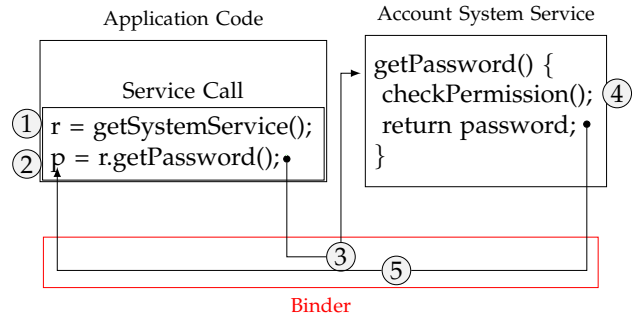 Application Code
Account System Service
Service Call
① r = getSystemService();
② p = r.getPassword();
getPassword() {
checkPermission();
④
return password;
}
③
⑤
Binder